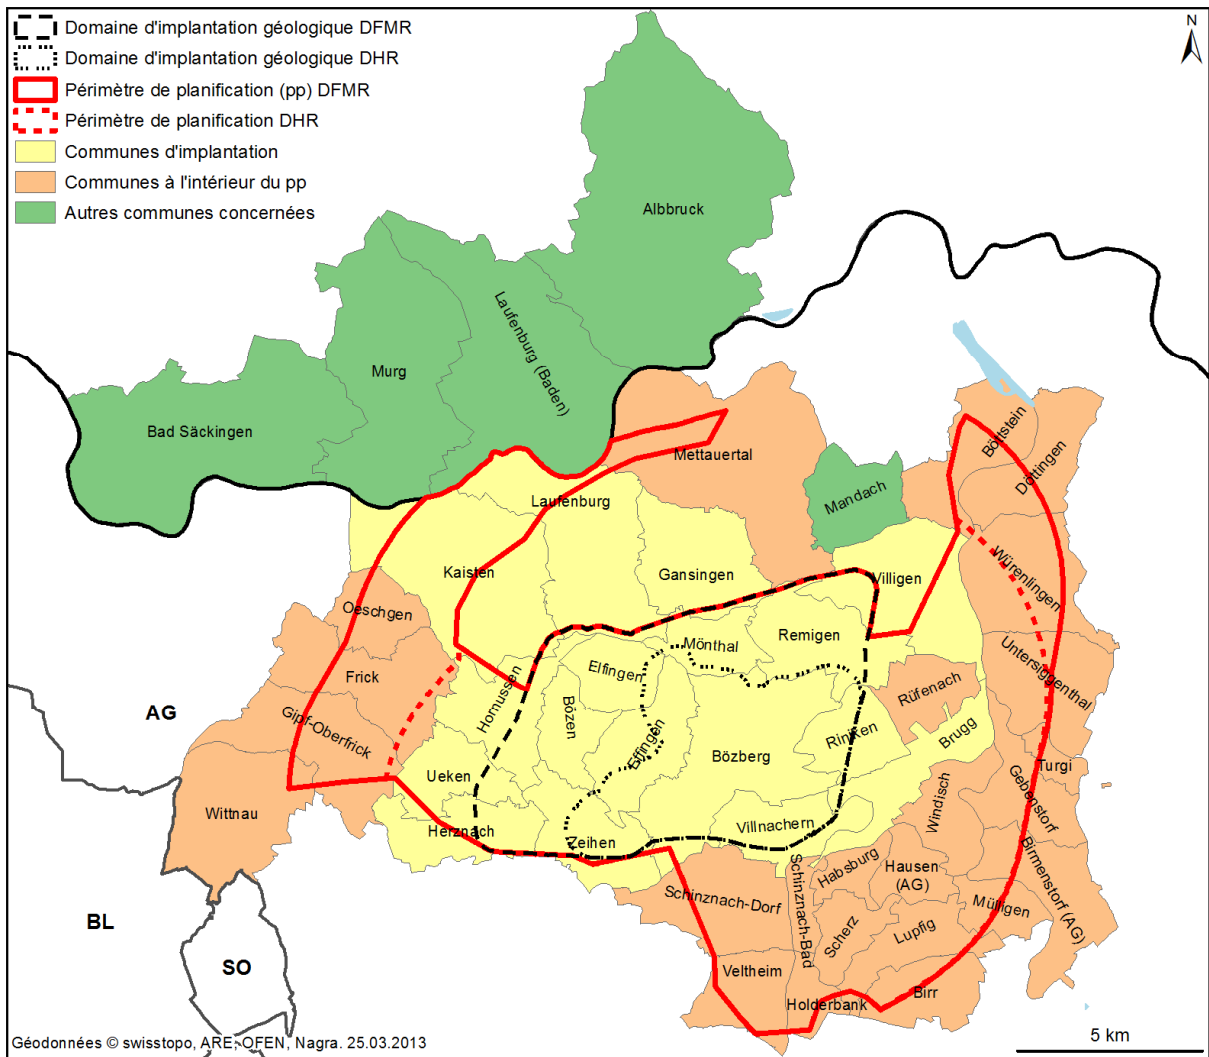 Domaine d'implantation géologique DFMR
Domaine d'implantation géologique DHR
Périmètre de planification (pp) DFMR
Périmètre de planification DHR
Communes d'implantation
Communes à l'intérieur du pp
Autres communes concernées
N
Albbruck
Laufenburg (Baden)
Murg
Bad Säckingen
Böttstein
Mettauertal
Döttingen
Mandach
Laufenburg
Kaisten
Gansingen
Villigen
Würenlingen
Oeschgen
Remigen
Mönthal
Elfingen
Untersiggenthal
Frick
Hornussen
Rüfenach
Bözen
AG
Gipf-Oberfrick
Effingen
Riniken
Brugg
Bözberg
Ueken
Turgi
Gebenstorf
Windisch
Wittnau
Herznach
Villnachern
Zeihen
Habsburg
Hausen
(AG)
Birmenstorf (AG)
Schinznach-Dorf
Schinznach-Bad
Mülligen
BL
Scherz
Lupfig
SO
Veltheim
Birr
Holderbank
5 km
Géodonnées © swisstopo, ARE, OFEN, Nagra. 25.03.2013